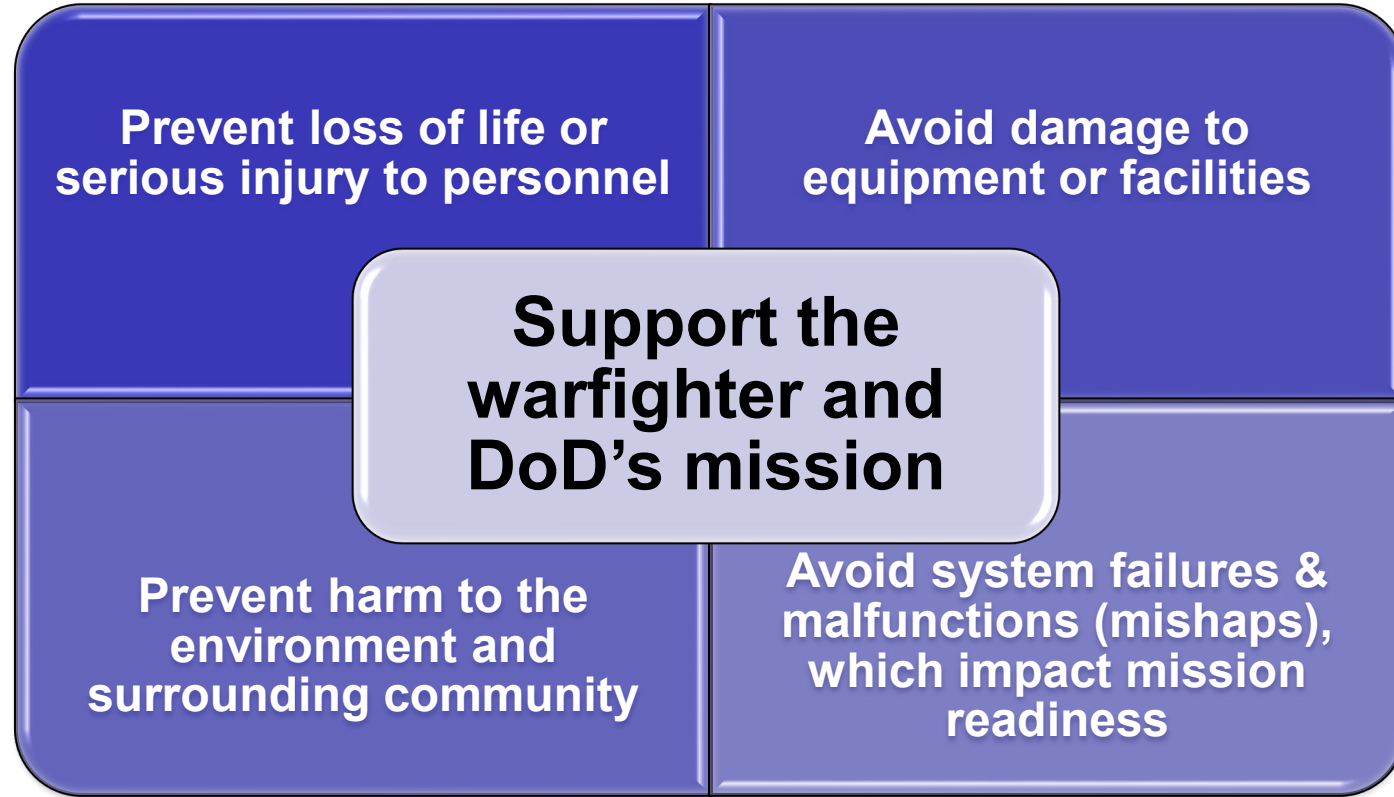 Prevent loss of life or
serious injury to personnel
Avoid damage to
equipment or facilities
Support the
warfighter and
DoD’s mission
Prevent harm to the
environment and
surrounding community
Avoid system failures &
malfunctions (mishaps),
which impact mission
readiness